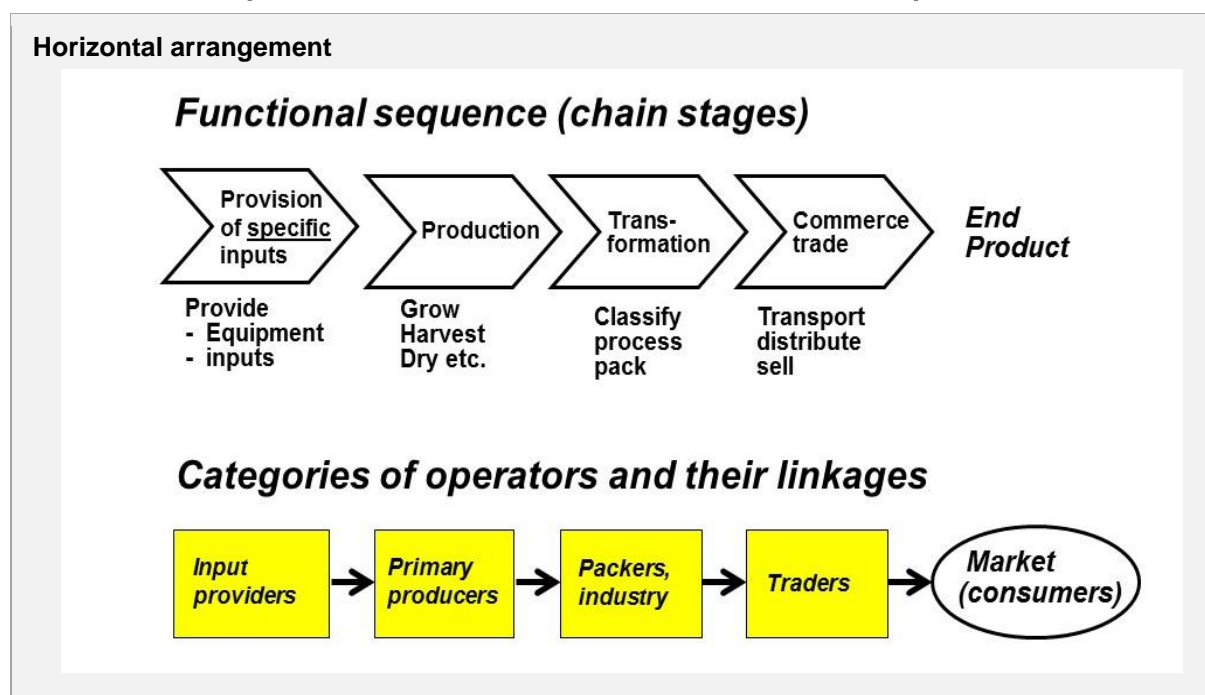 Horizontal arrangement
Functional sequence (chain stages)
Provision
of specific
inputs
Production
Trans-
formation
Commerce
trade
End
Product
Provide
- Equipment
- inputs
Grow
Harvest
Dry etc.
Classify
process
pack
Transport
distribute
sell
Categories of operators and their linkages
Input
providers
Primary
producers
Packers,
industry
Traders
Market
(consumers)